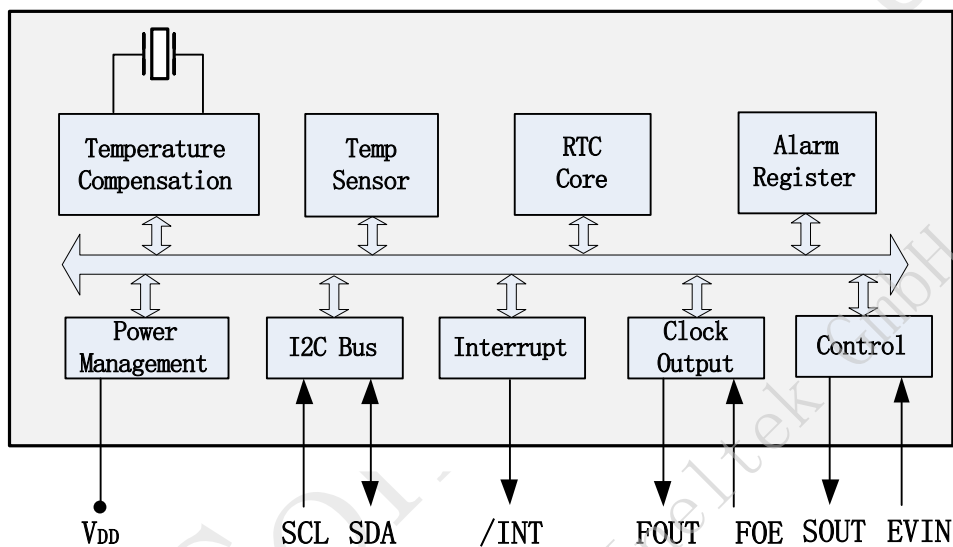 Temperature
Compensation
Temp
Sensor
RTC
Core
Alarm
Register
Power
Management
I2C Bus
Interrupt
Clock
Output
Control
VDD
SCL
SDA
/INT
FOUT
FOE
SOUT
EVIN
GmbH